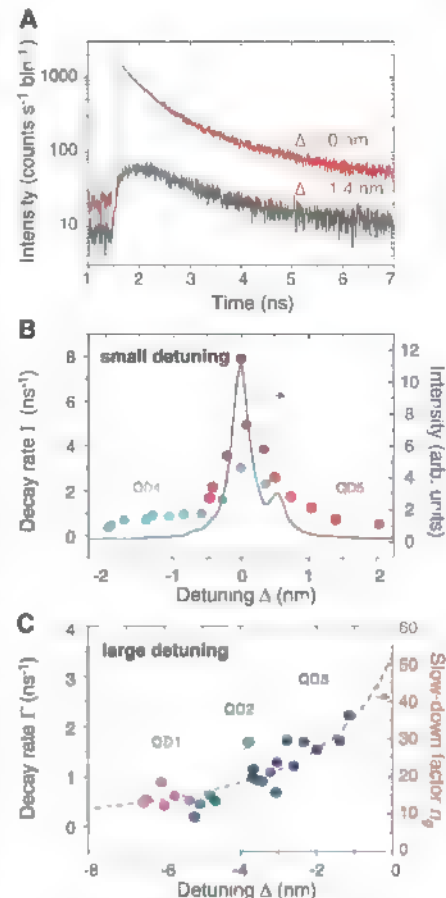 A
Intensity (counts s⁻¹ bin⁻¹)
1000
100
10
Δ 0 nm
Δ 1.4 nm
1 2 3 4 5 6 7
Time (ns)
B
small detuning
Decay rate Γ (ns⁻¹)
8
6
4
2
0
QD4
QD5
12
10
8
6
4
2
0
Intensity (arb. units)
-2 -1 0 1 2
Detuning Δ (nm)
C
large detuning
Decay rate Γ (ns⁻¹)
4
3
2
1
0
QD1
QD2
QD3
60
50
40
30
20
10
0
Slow-down factor ng
-8 -6 -4 -2 0
Detuning Δ (nm)